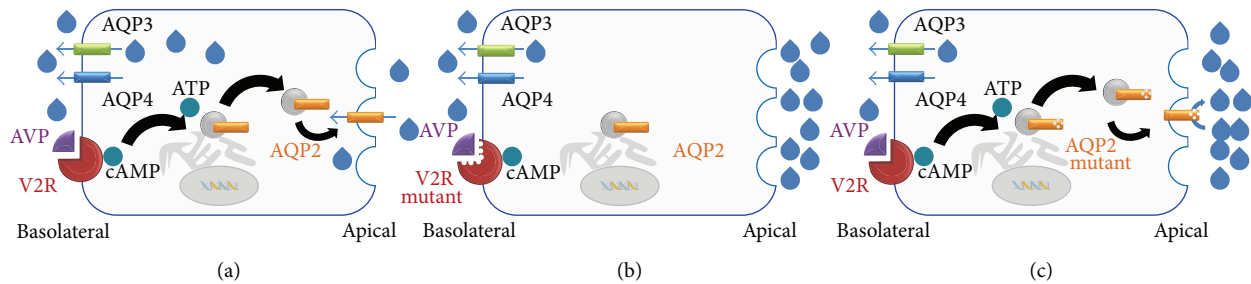 AQP3
AQP4
ATP
AVP
cAMP
V2R
AQP2
Basolateral
Apical
(a)
AQP3
AQP4
AVP
cAMP
V2R
mutant
AQP2
Basolateral
Apical
(b)
AQP3
AQP4
ATP
AVP
cAMP
V2R
AQP2
mutant
Basolateral
Apical
(c)